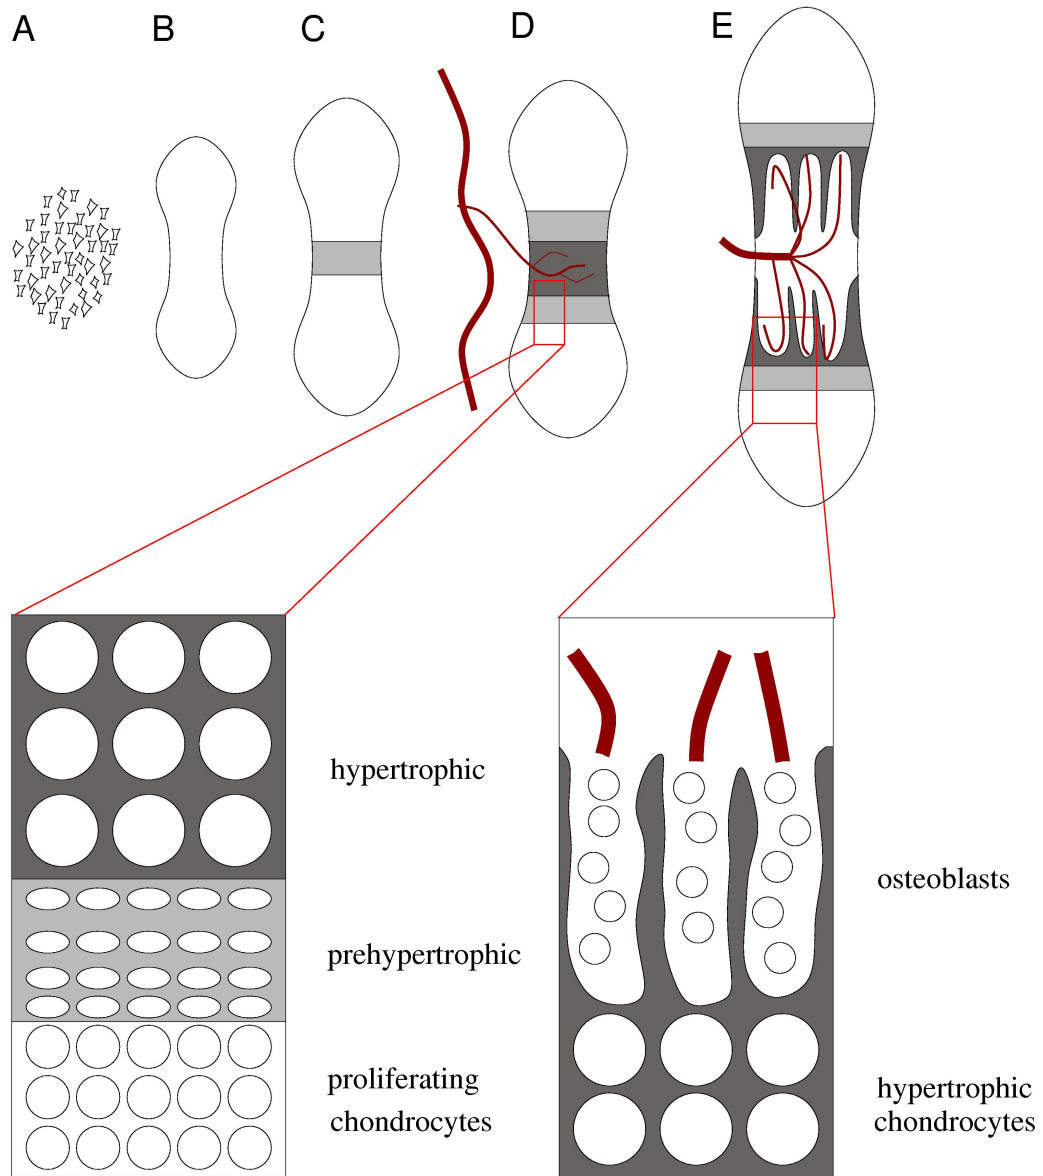 A B C D E
hypertrophic
prehypertrophic
proliferating
chondrocytes
osteoblasts
hypertrophic
chondrocytes